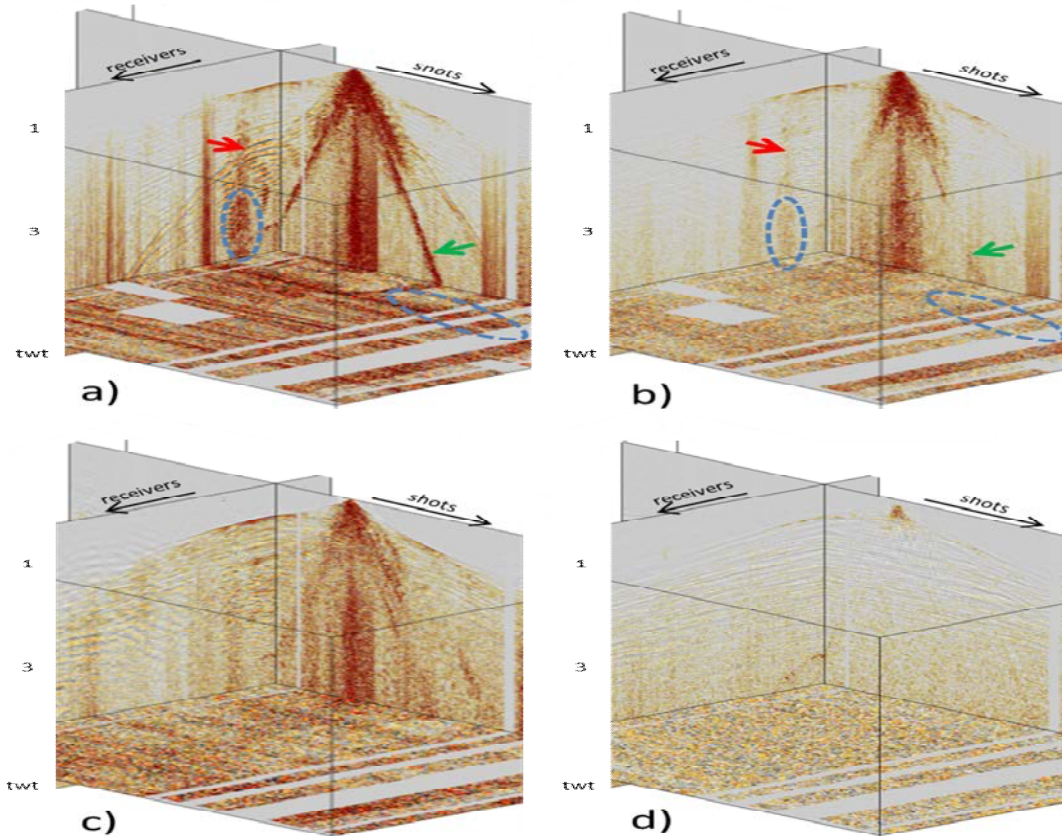 receivers
snots
1
3
twt
a)
receivers
shots
1
3
twt
b)
receivers
shots
1
3
twt
c)
receivers
shots
1
3
twt
d)